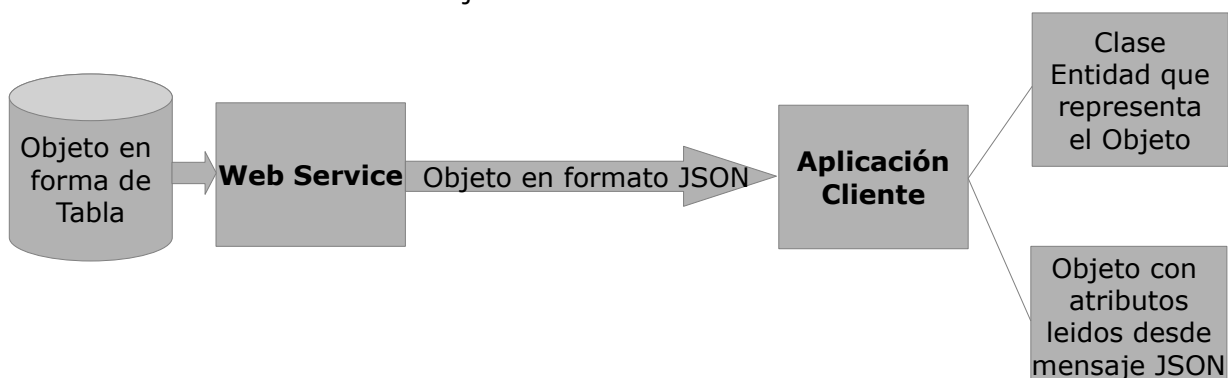 Objeto en
forma de
Tabla
Web Service
Objeto en formato JSON
Aplicación
Cliente
Clase
Entidad que
representa
el Objeto
Objeto con
atributos
leidos desde
mensaje JSON